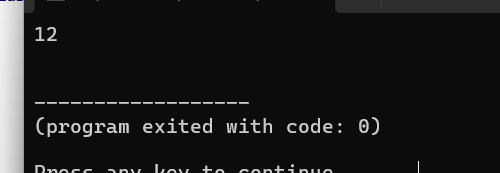 12
------------------
(program exited with code: 0)
Press any key to continue